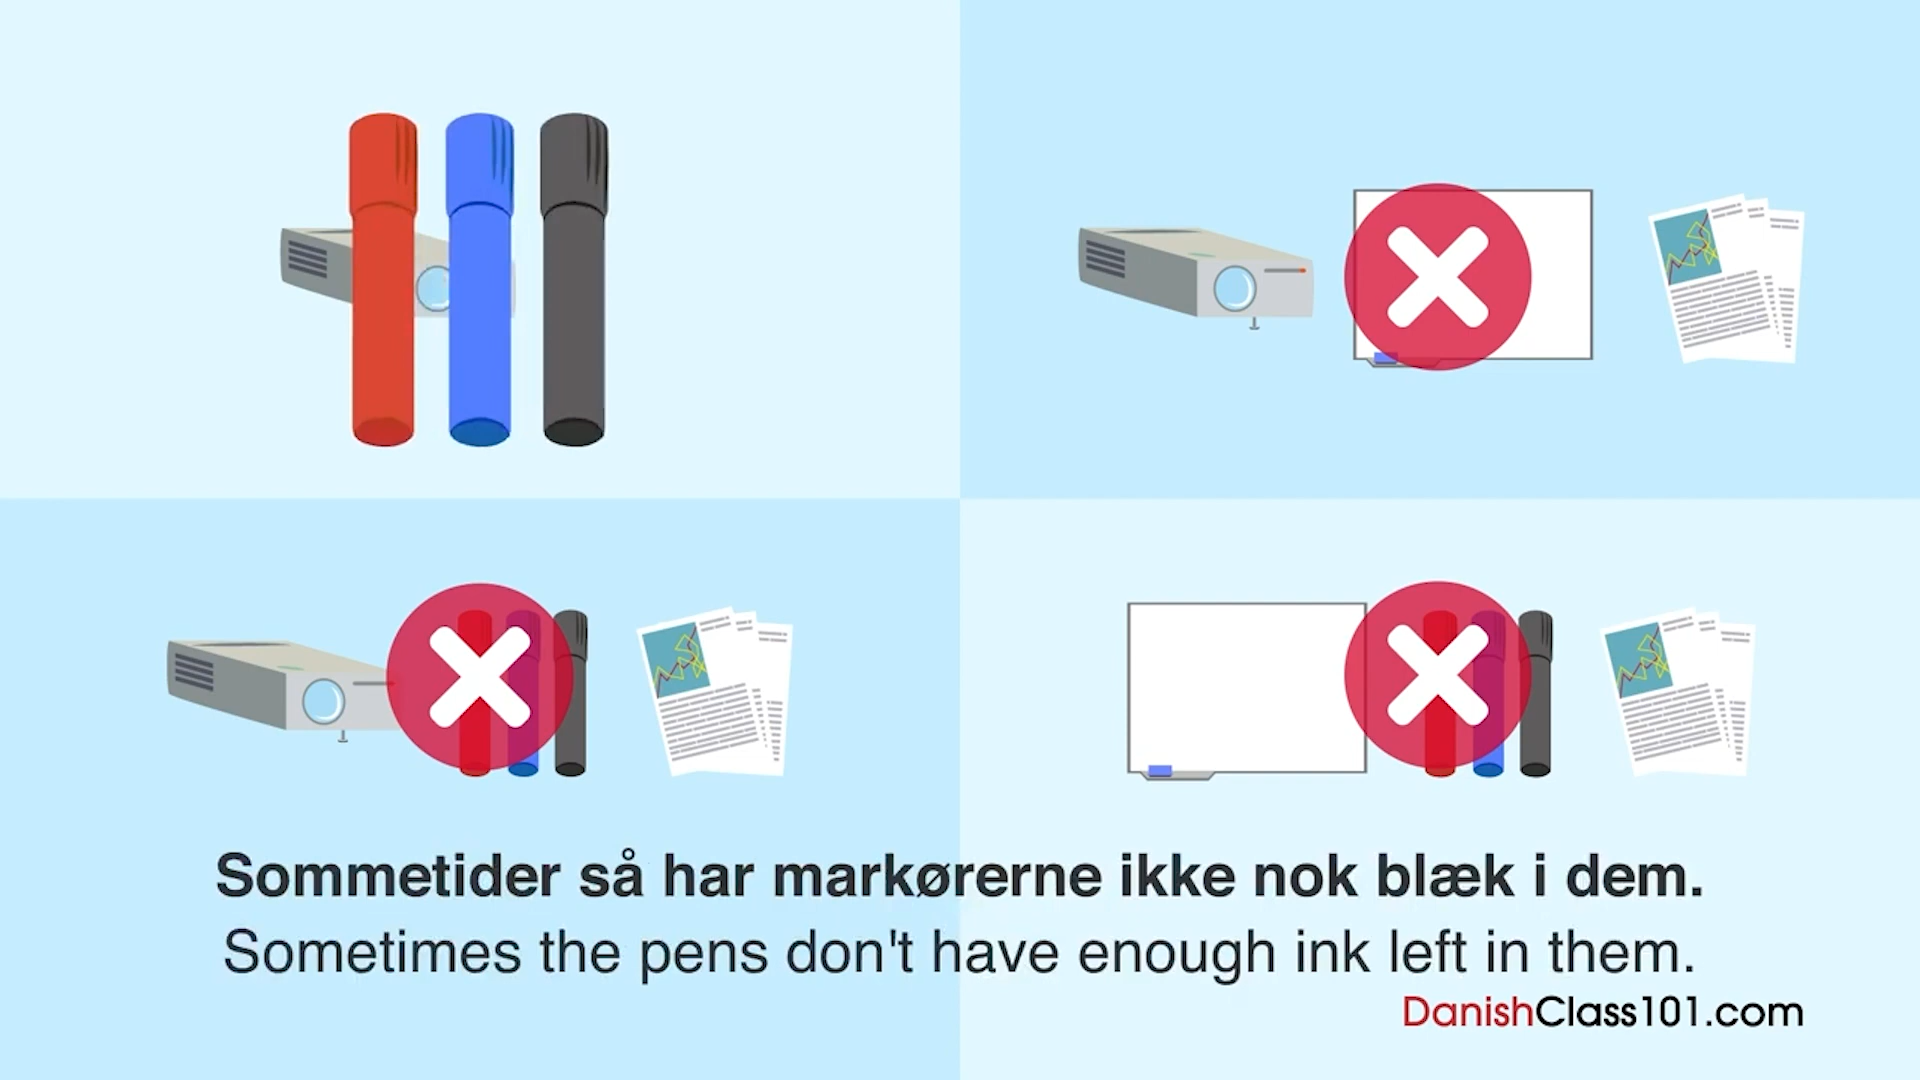 Sommetider så har markørerne ikke nok blæk i dem.
Sometimes the pens don't have enough ink left in them.
DanishClass101.com